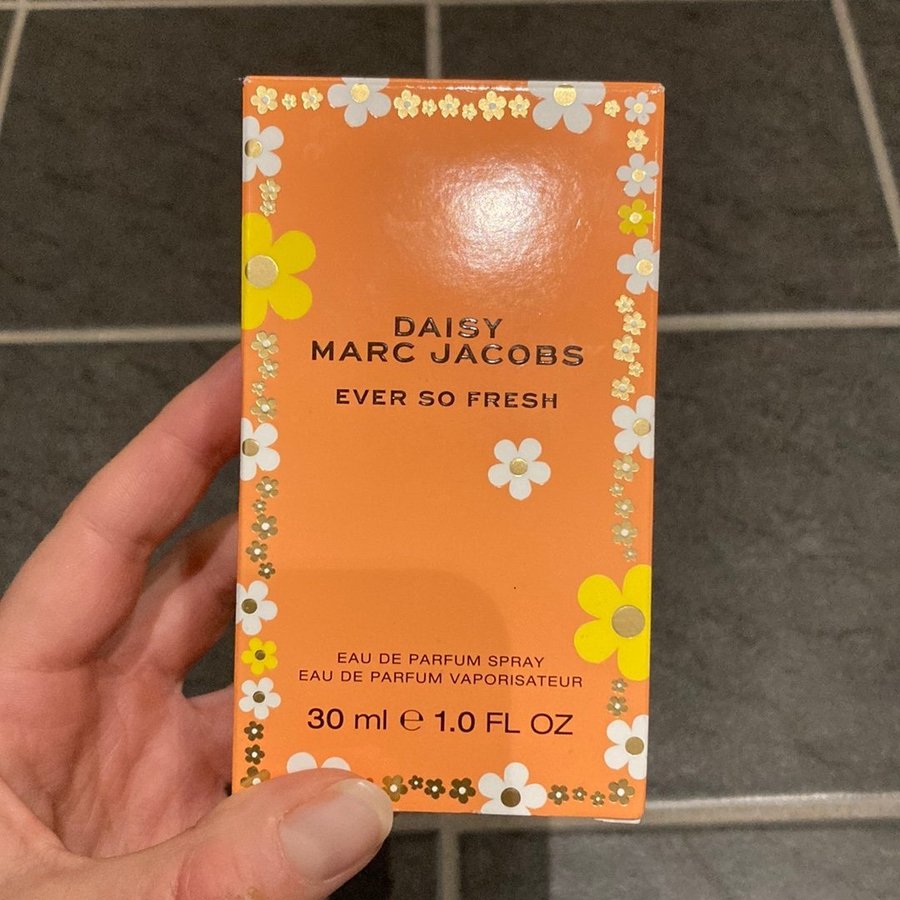 DAISY
MARC JACOBS
EVER SO FRESH
EAU DE PARFUM SPRAY
EAU DE PARFUM VAPORISATEUR
30 ml ℮ 1.0 FL OZ